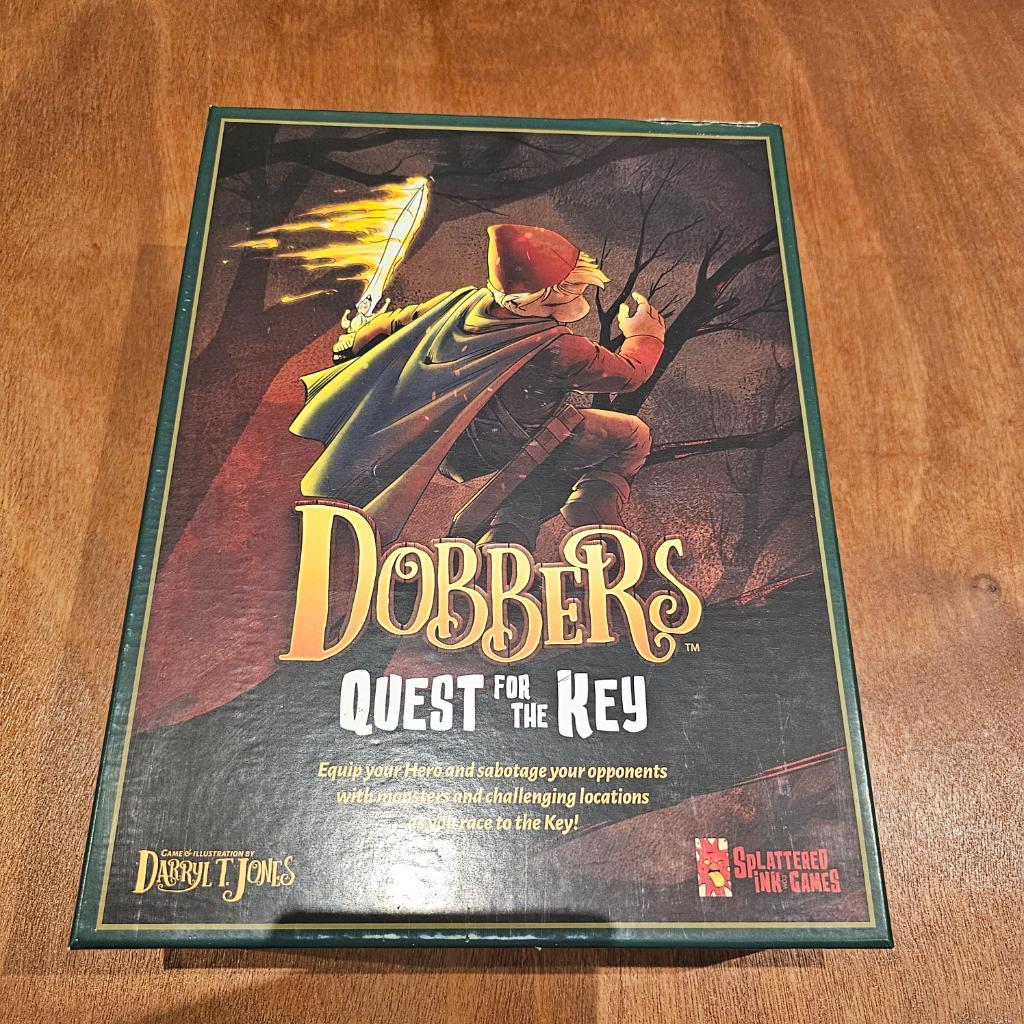 DOBBERS™
QUEST FOR THE KEY
Equip your Hero and sabotage your opponents
with monsters and challenging locations
as you race to the Key!
GAME & ILLUSTRATION BY
DARRYL T. JONES
SPLATTERED
INK GAMES